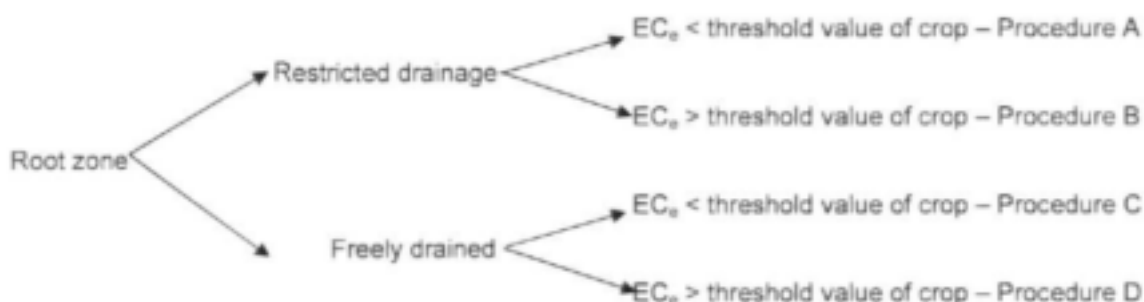 ECₑ < threshold value of crop – Procedure A
Restricted drainage
ECₑ > threshold value of crop – Procedure B
Root zone
ECₑ < threshold value of crop – Procedure C
Freely drained
ECₑ > threshold value of crop – Procedure D